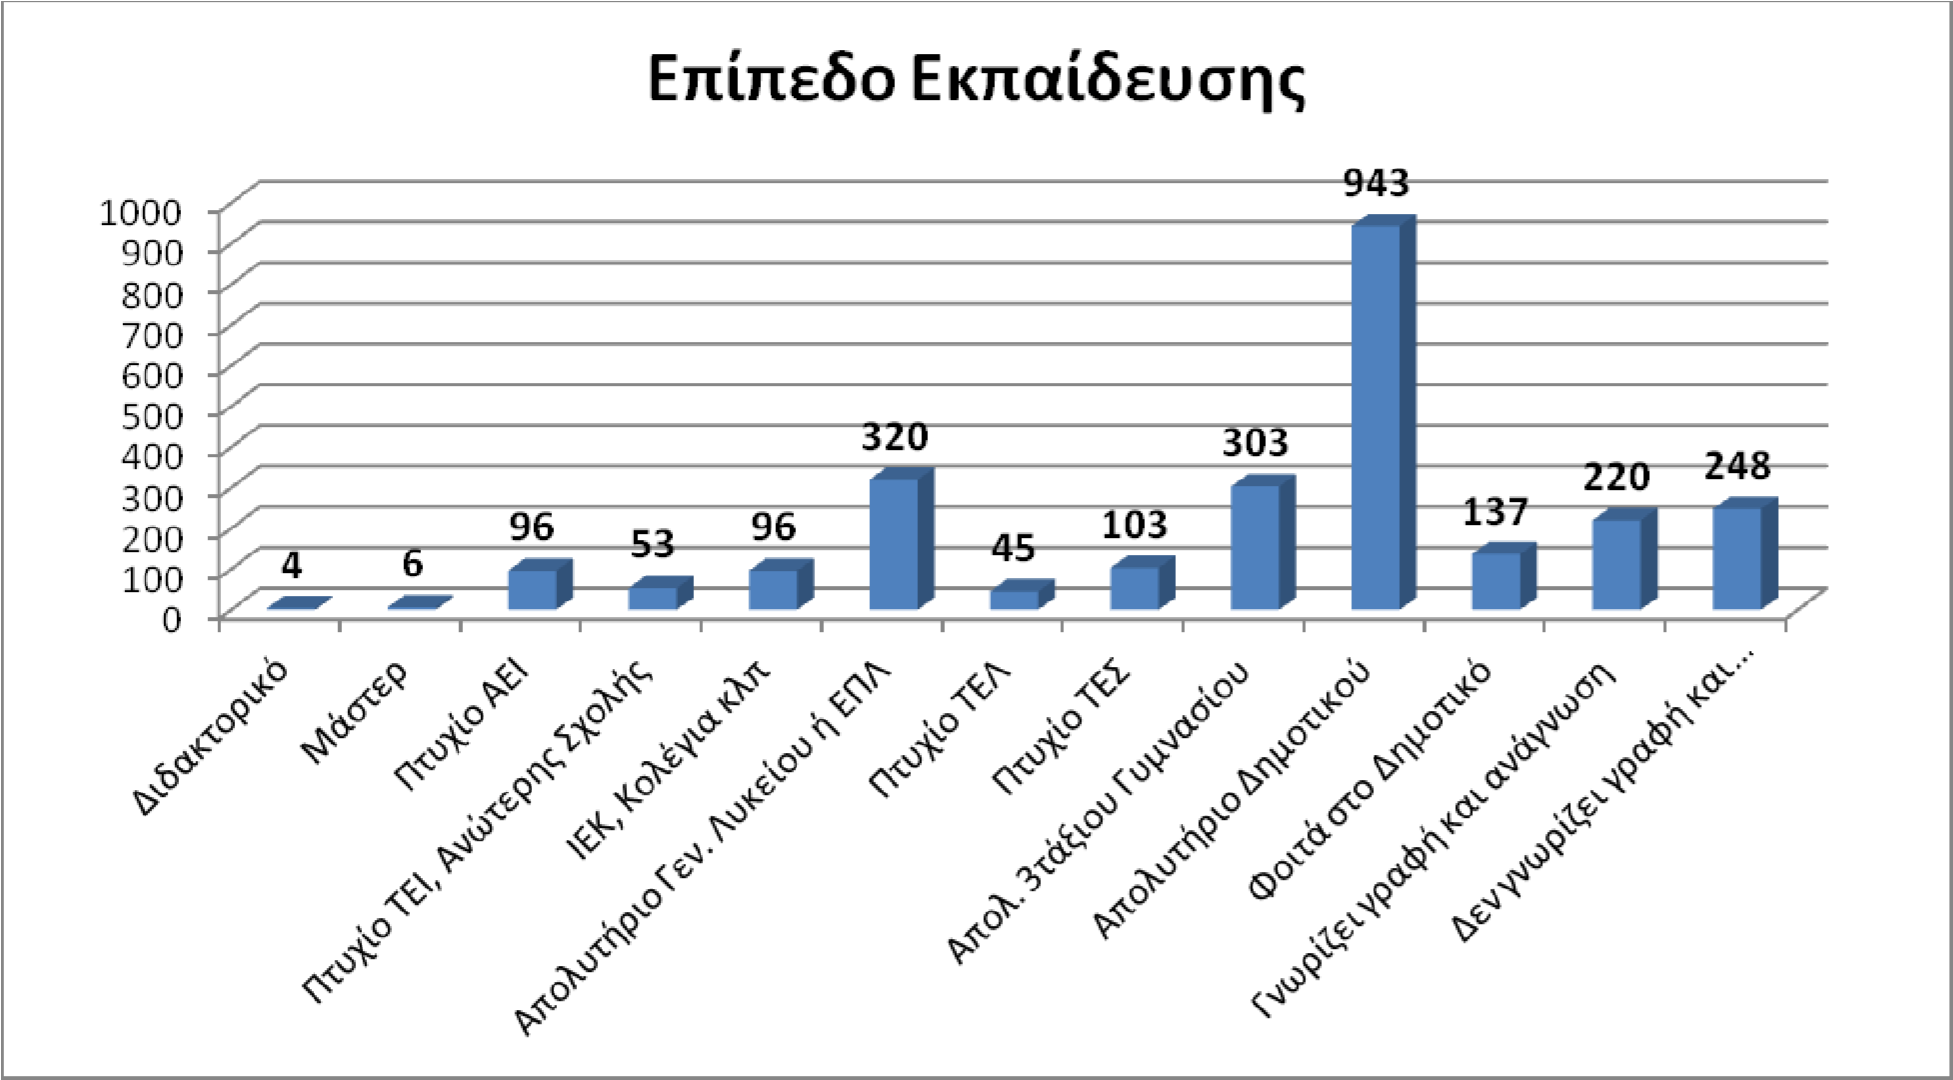 Επίπεδο Εκπαίδευσης
1000
900
800
700
600
500
400
300
200
100
0
4
6
96
53
96
320
45
103
303
943
137
220
248
Διδακτορικό
Μάστερ
Πτυχίο ΑΕΙ
Πτυχίο ΤΕΙ, Ανώτερης Σχολής
ΙΕΚ, Κολέγια κλπ
Απολυτήριο Γεν. Λυκείου ή ΕΠΛ
Πτυχίο ΤΕΛ
Πτυχίο ΤΕΣ
Απολ. 3τάξιου Γυμνασίου
Απολυτήριο Δημοτικού
Φοιτά στο Δημοτικό
Γνωρίζει γραφή και ανάγνωση
Δεν γνωρίζει γραφή και...